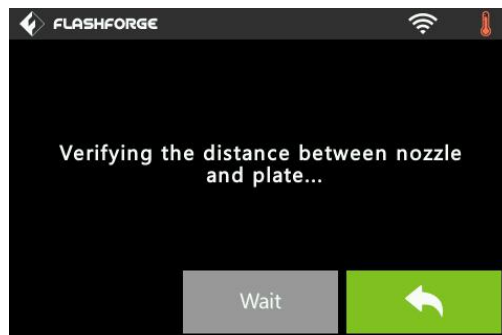 FLASHFORGE
Verifying the distance between nozzle
and plate...
Wait